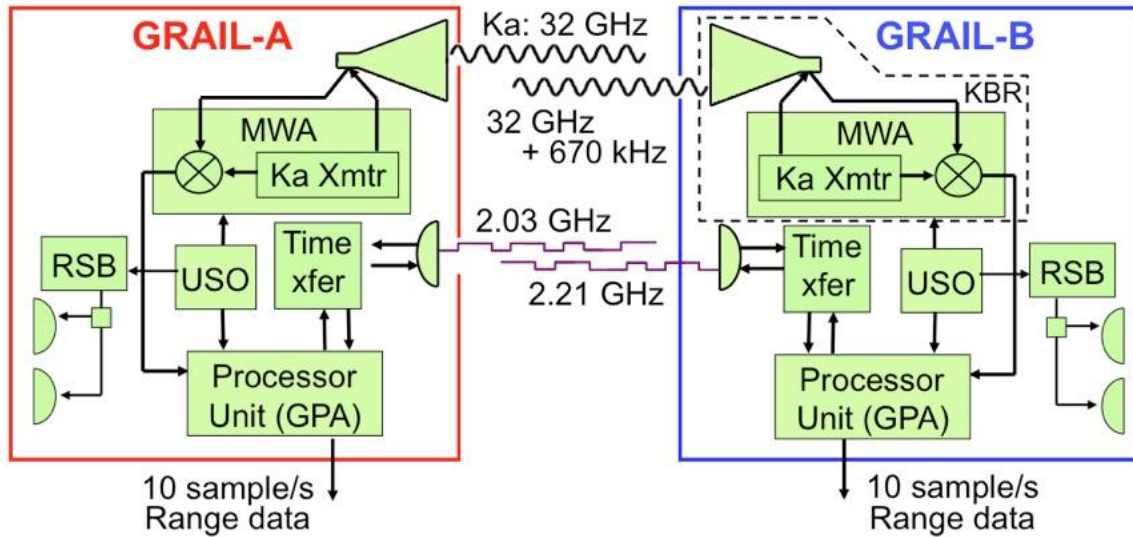 GRAIL-A
Ka: 32 GHz
GRAIL-B
KBR
32 GHz
+ 670 kHz
MWA
Ka Xmtr
MWA
Ka Xmtr
2.03 GHz
2.21 GHz
RSB
USO
Time
xfer
Time
xfer
USO
RSB
Processor
Unit (GPA)
Processor
Unit (GPA)
10 sample/s
Range data
10 sample/s
Range data